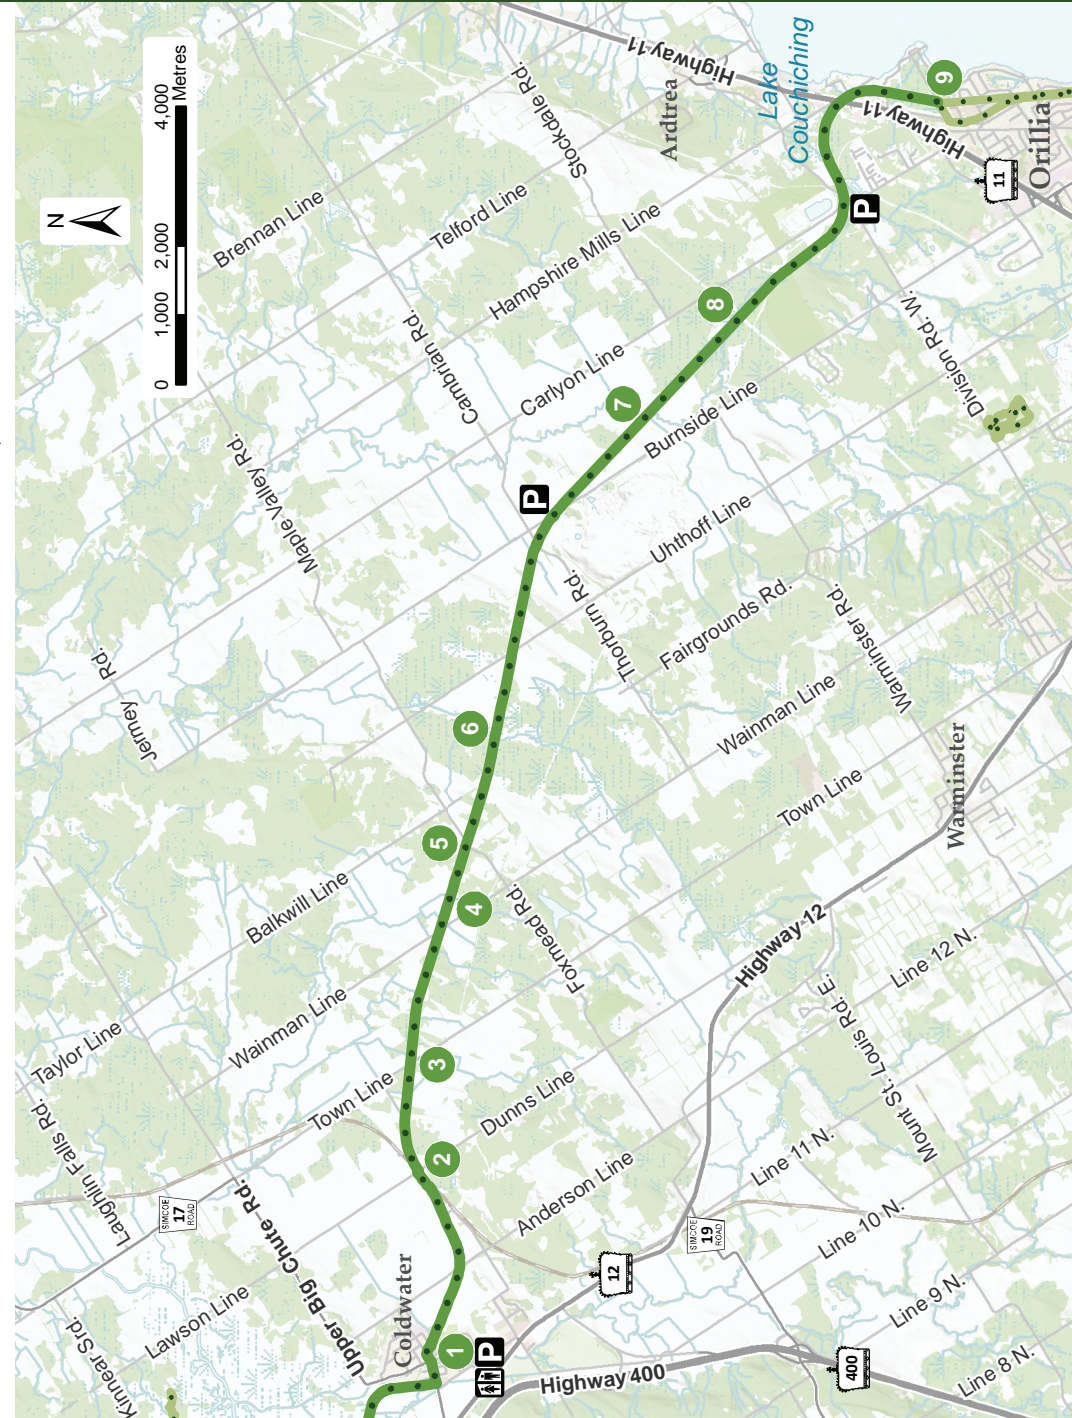 N
0 1,000 2,000 4,000
Metres
Highway 11
Lake
Couchiching
Ardtrea
Stockdale Rd.
Brennan Line
Telford Line
Hampshire Mills Line
Cambrian Rd.
Carlyon Line
Maple Valley Rd.
Burnside Line
Highway 11
9
11
Orillia
P
8
7
Division Rd. W.
P
Uhthoff Line
Thorburn Rd.
Fairgrounds Rd.
Warminster Rd.
Wainman Line
Town Line
Warminster
Jermey Rd.
6
5
4
Balkwill Line
Foxmead Rd.
Highway 12
Line 12 N.
Mount St. Louis Rd. E.
Taylor Line
Wainman Line
Town Line
3
Dunns Line
2
Laughlin Falls Rd.
SIMCOE
17
ROAD
Upper Big Chute Rd.
Anderson Line
Line 11 N.
SIMCOE
19
ROAD
12
Line 10 N.
Lawson Line
Coldwater
Kinnear Srd.
1
P
Highway 400
400
Line 9 N.
Line 8 N.